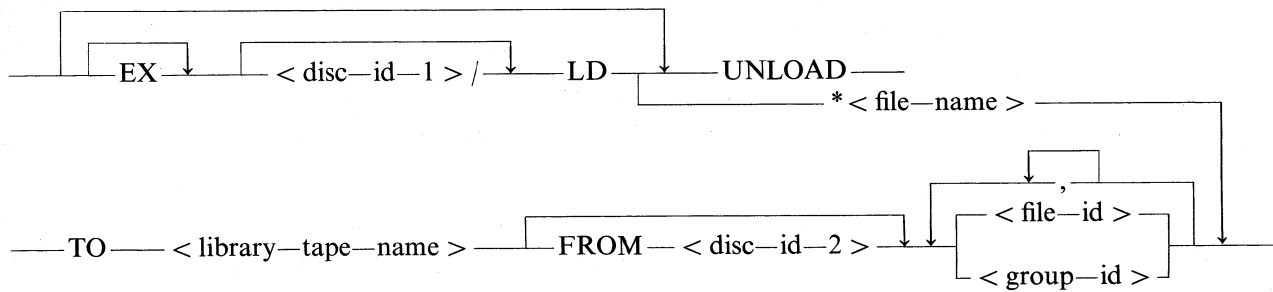 EX < disc—id—1 > / LD UNLOAD
* < file—name >
,
< file—id >
TO < library—tape—name > FROM < disc—id—2 >
< group—id >